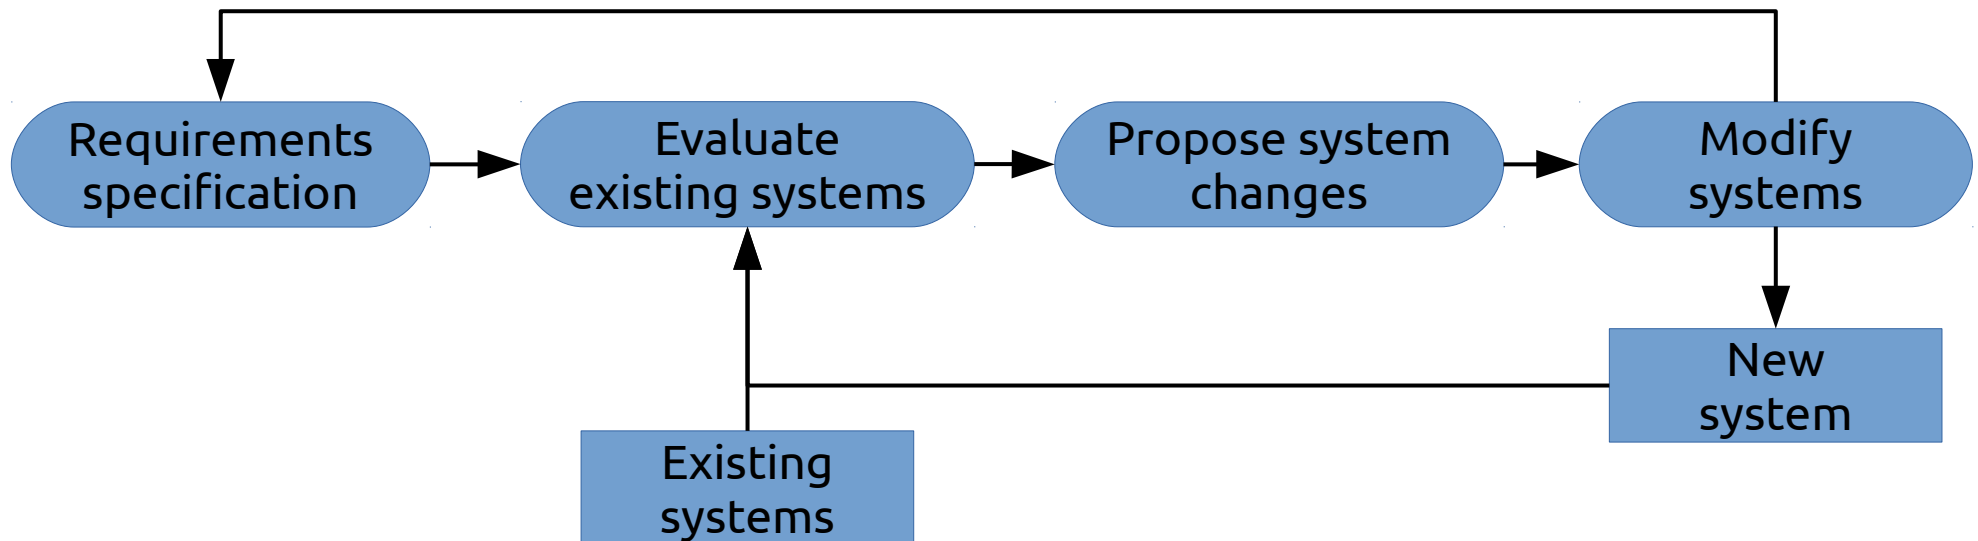 Requirements
specification
Evaluate
existing systems
Propose system
changes
Modify
systems
New
system
Existing
systems